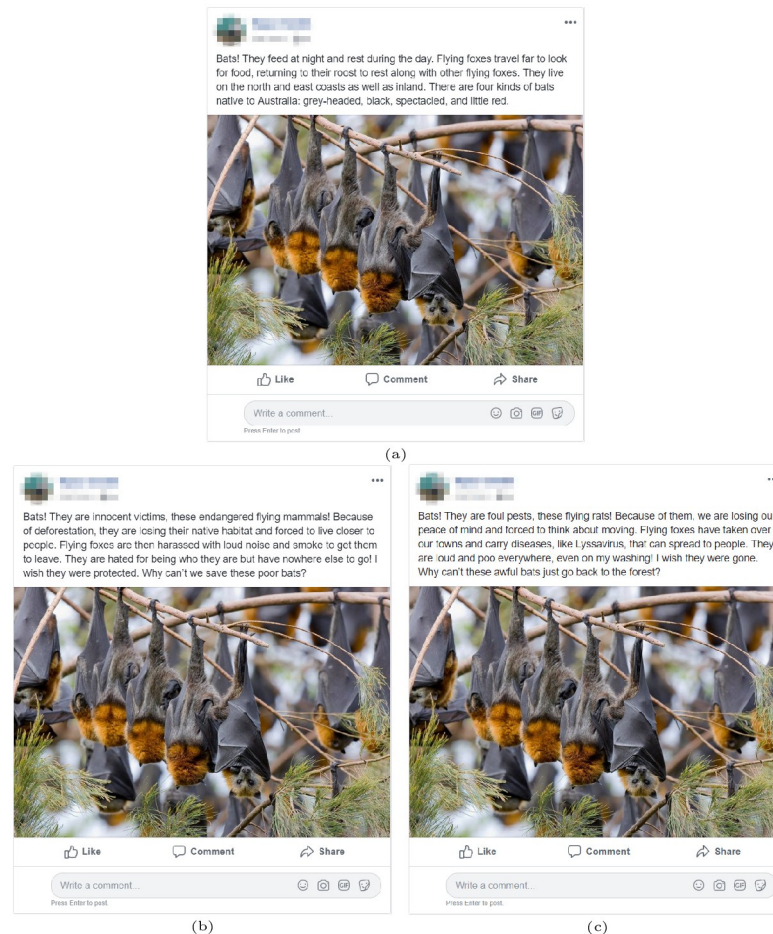 Bats! They feed at night and rest during the day. Flying foxes travel far to look
for food, returning to their roost to rest along with other flying foxes. They live
on the north and east coasts as well as inland. There are four kinds of bats
native to Australia: grey-headed, black, spectacled, and little red.
Like Comment Share
Write a comment... GIF
Press Enter to post.
(a)
Bats! They are innocent victims, these endangered flying mammals! Because
of deforestation, they are losing their native habitat and forced to live closer to
people. Flying foxes are then harassed with loud noise and smoke to get them
to leave. They are hated for being who they are but have nowhere else to go! I
wish they were protected. Why can't we save these poor bats?
Like Comment Share
Write a comment... GIF
Press Enter to post.
(b)
Bats! They are foul pests, these flying rats! Because of them, we are losing our
peace of mind and forced to think about moving. Flying foxes have taken over
our towns and carry diseases, like Lyssavirus, that can spread to people. They
are loud and poo everywhere, even on my washing! I wish they were gone.
Why can't these awful bats just go back to the forest?
Like Comment Share
Write a comment... GIF
Press Enter to post.
(c)